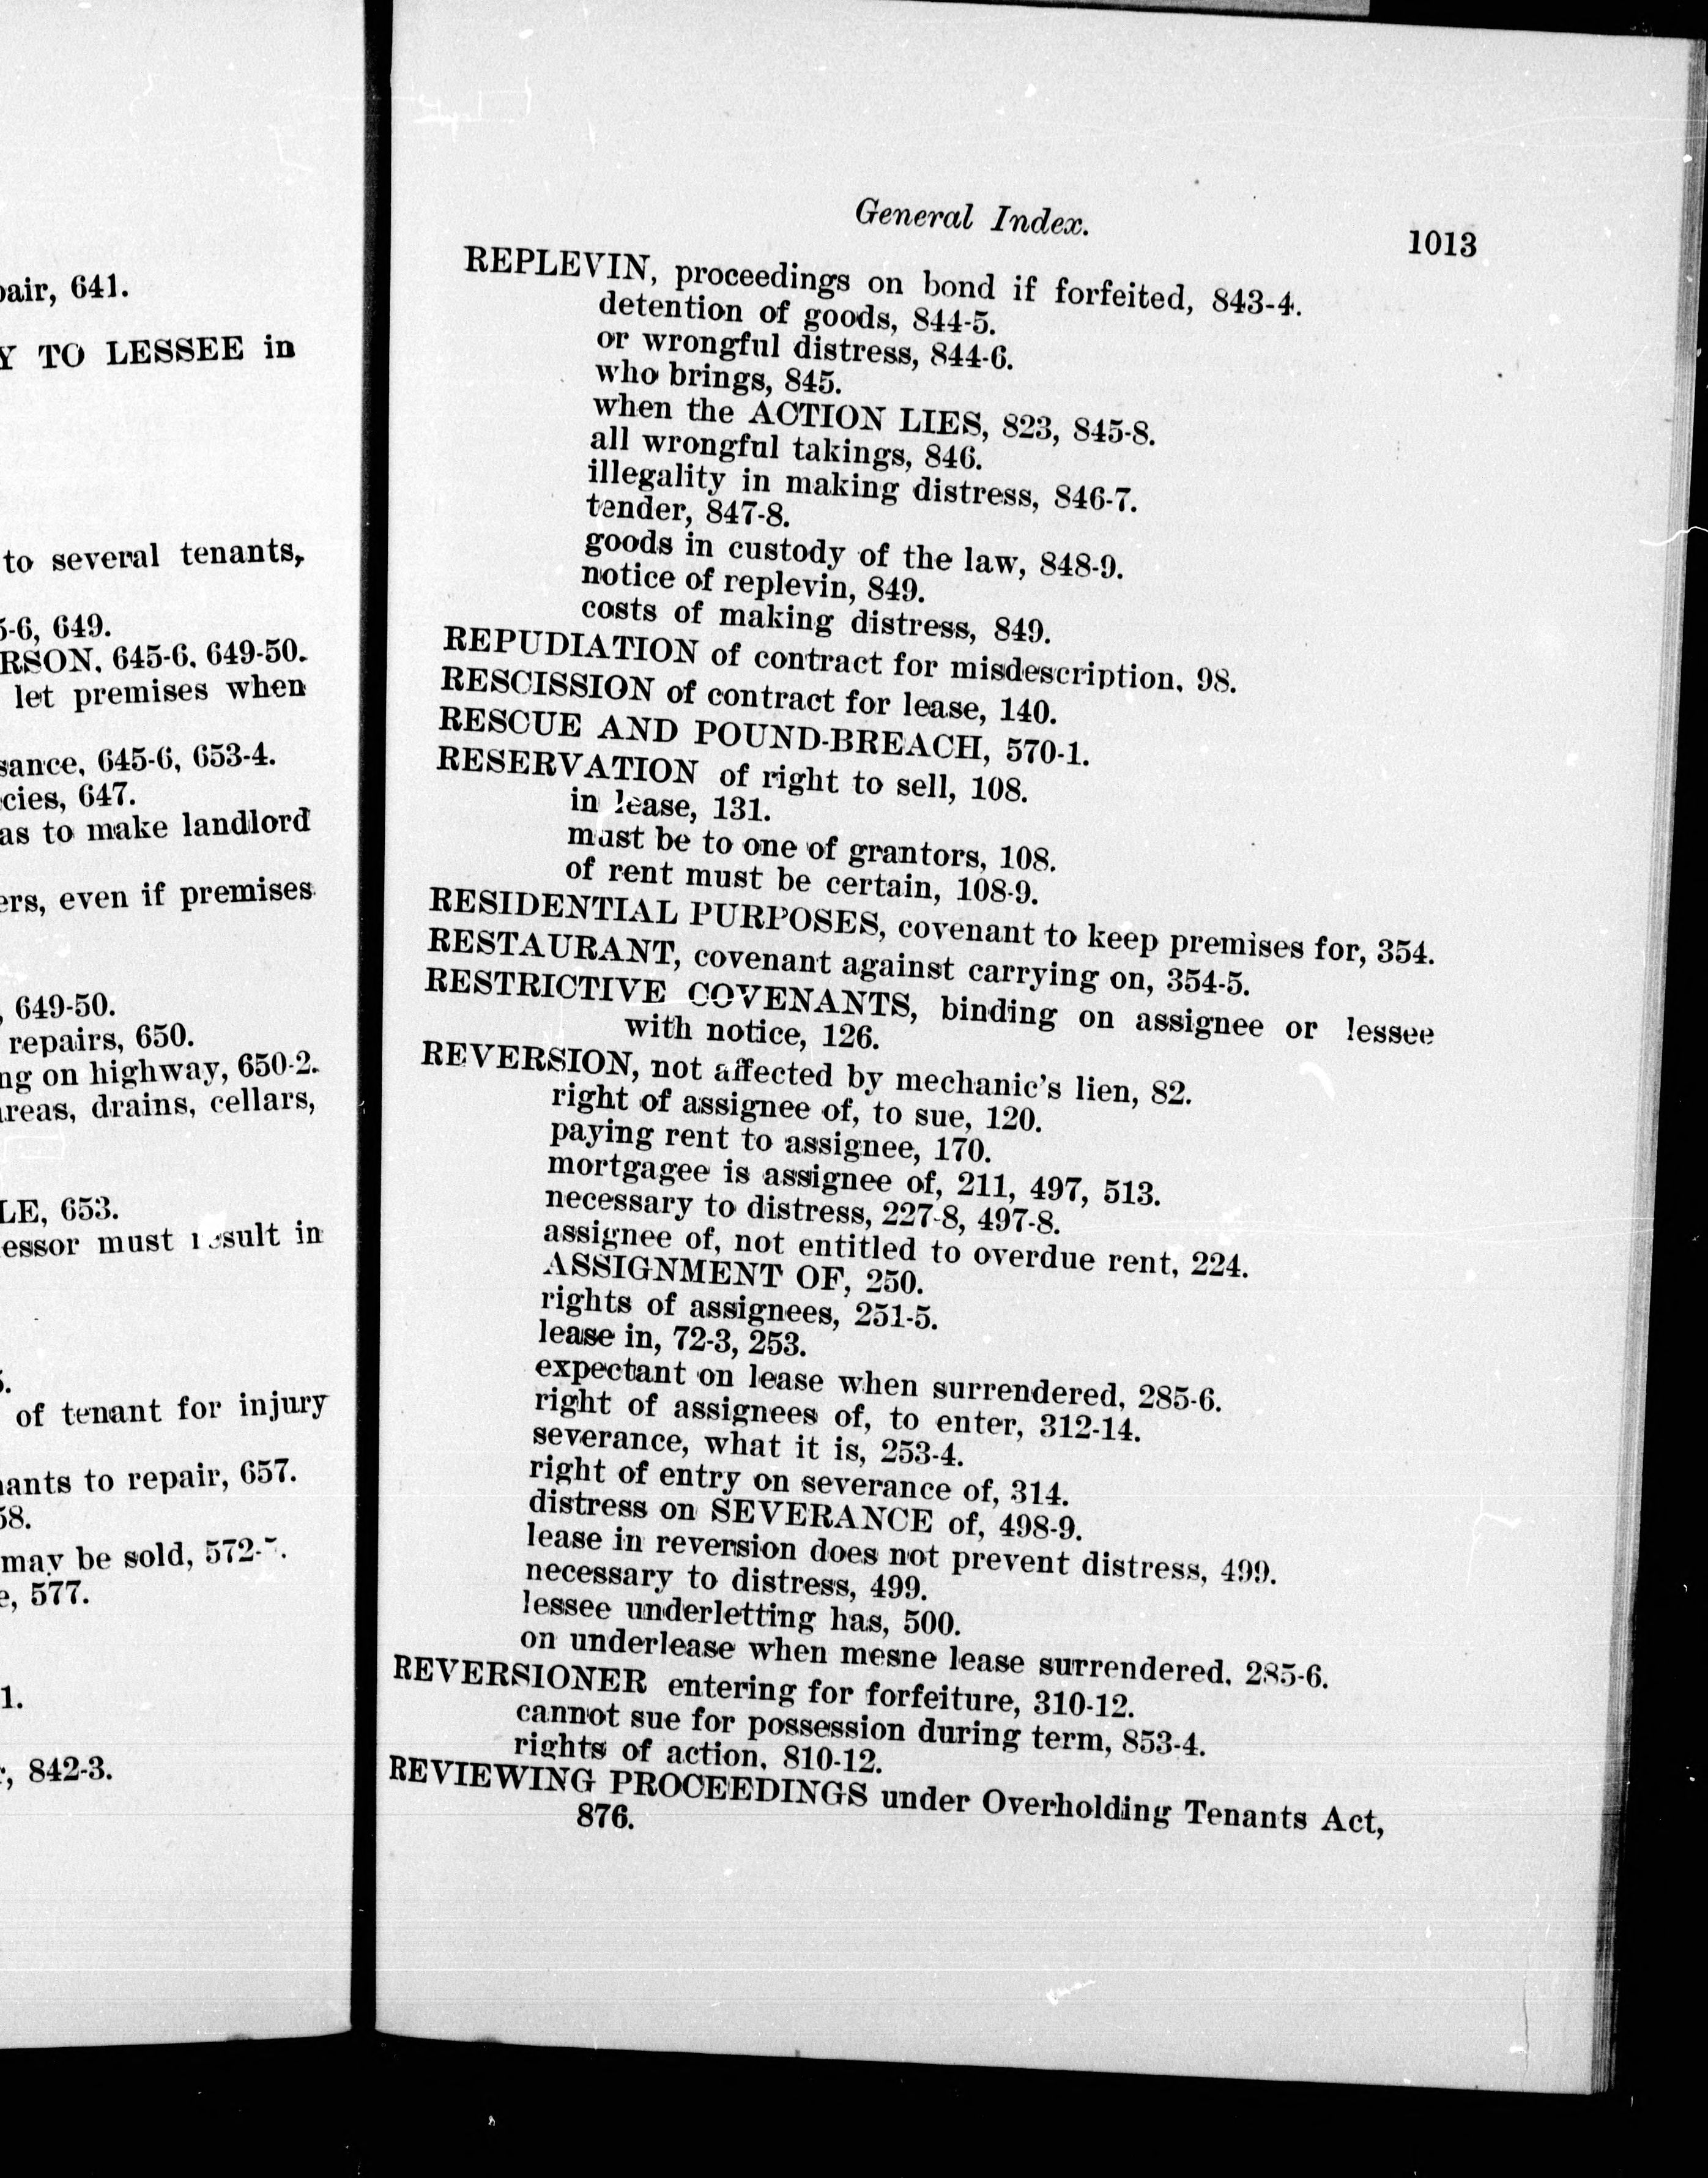 pair, 641.
Y TO LESSEE in
to several tenants,
5-6, 649.
RSON, 645-6, 649-50.
let premises when
sance, 645-6, 653-4.
cies, 647.
as to make landlord
ers, even if premises
, 649-50.
repairs, 650.
ng on highway, 650-2.
areas, drains, cellars,
LE, 653.
essor must result in
of tenant for injury
nants to repair, 657.
58.
may be sold, 572-
e, 577.
1.
r, 842-3.
General Index.
1013
REPLEVIN, proceedings on bond if forfeited, 843-4.
detention of goods, 844-5.
or wrongful distress, 844-6.
who brings, 845.
when the ACTION LIES, 823, 845-8.
all wrongful takings, 846.
illegality in making distress, 846-7.
tender, 847-8.
goods in custody of the law, 848-9.
notice of replevin, 849.
costs of making distress, 849.
REPUDIATION of contract for misdescription, 98.
RESCISSION of contract for lease, 140.
RESCUE AND POUND-BREACH, 570-1.
RESERVATION of right to sell, 108.
in lease, 131.
must be to one of grantors, 108.
of rent must be certain, 108-9.
RESIDENTIAL PURPOSES, covenant to keep premises for, 354.
RESTAURANT, covenant against carrying on, 354-5.
RESTRICTIVE COVENANTS, binding on assignee or lessee
with notice, 126.
REVERSION, not affected by mechanic's lien, 82.
right of assignee of, to sue, 120.
paying rent to assignee, 170.
mortgagee is assignee of, 211, 497, 513.
necessary to distress, 227-8, 497-8.
assignee of, not entitled to overdue rent, 224.
ASSIGNMENT OF, 250.
rights of assignees, 251-5.
lease in, 72-3, 253.
expectant on lease when surrendered, 285-6.
right of assignees of, to enter, 312-14.
severance, what it is, 253-4.
right of entry on severance of, 314.
distress on SEVERANCE of, 498-9.
lease in reversion does not prevent distress, 499.
necessary to distress, 499.
lessee underletting has, 500.
on underlease when mesne lease surrendered, 285-6.
REVERSIONER entering for forfeiture, 310-12.
cannot sue for possession during term, 853-4.
rights of action, 810-12.
REVIEWING PROCEEDINGS under Overholding Tenants Act,
876.